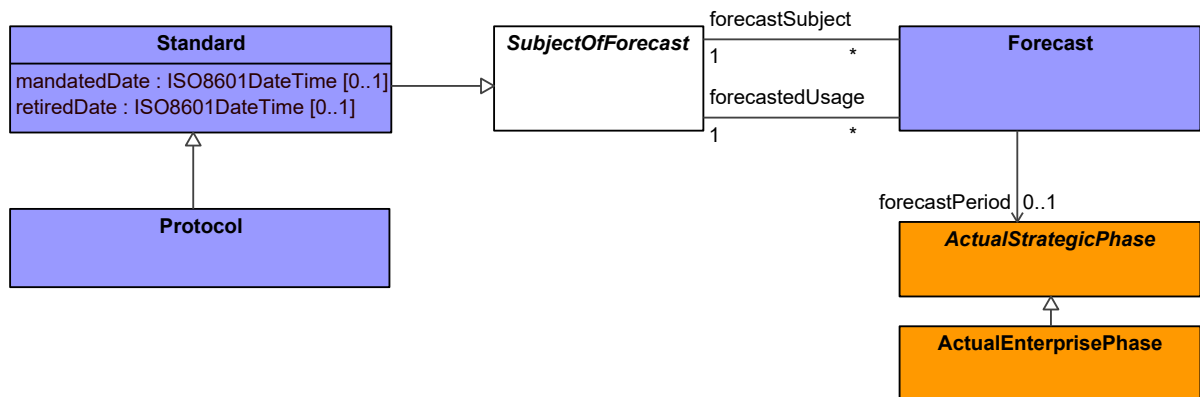 Standard
mandatedDate : ISO8601DateTime [0..1]
retiredDate : ISO8601DateTime [0..1]
SubjectOfForecast
forecastSubject
1 *
forecastedUsage
1 *
Forecast
Protocol
forecastPeriod 0..1
ActualStrategicPhase
ActualEnterprisePhase